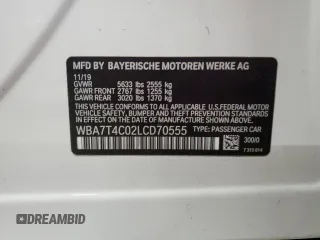 MFD BY BAYERISCHE MOTOREN WERKE AG
11/19
GVWR 5633 lbs 2555 kg
GAWR FRONT 2767 lbs 1255 kg
GAWR REAR 3020 lbs 1370 kg
THIS VEHICLE CONFORMS TO ALL APPLICABLE
U.S. FEDERAL MOTOR VEHICLE SAFETY, BUMPER,
AND THEFT PREVENTION STANDARDS IN EFFECT
ON THE DATE OF MANUFACTURE SHOWN ABOVE.
WBA7T4C02LCD70555 TYPE: PASSENGER CAR
300/0
DREAMBID